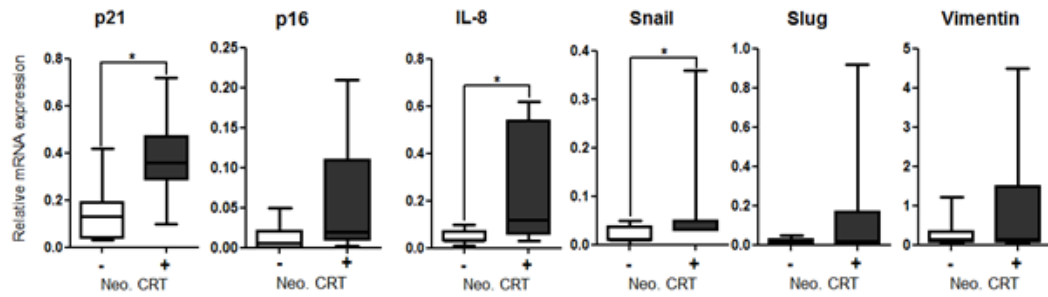 p21 p16 IL-8 Snail Slug Vimentin
Relative mRNA expression
0.8 0.6 0.4 0.2 0.0
*
- +
Neo. CRT
0.25 0.20 0.15 0.10 0.05 0.00
- +
Neo. CRT
0.8 0.6 0.4 0.2 0.0
*
- +
Neo. CRT
0.4 0.3 0.2 0.1 0.0
*
- +
Neo. CRT
1.0 0.8 0.6 0.4 0.2 0.0
- +
Neo. CRT
5 4 3 2 1 0
- +
Neo. CRT